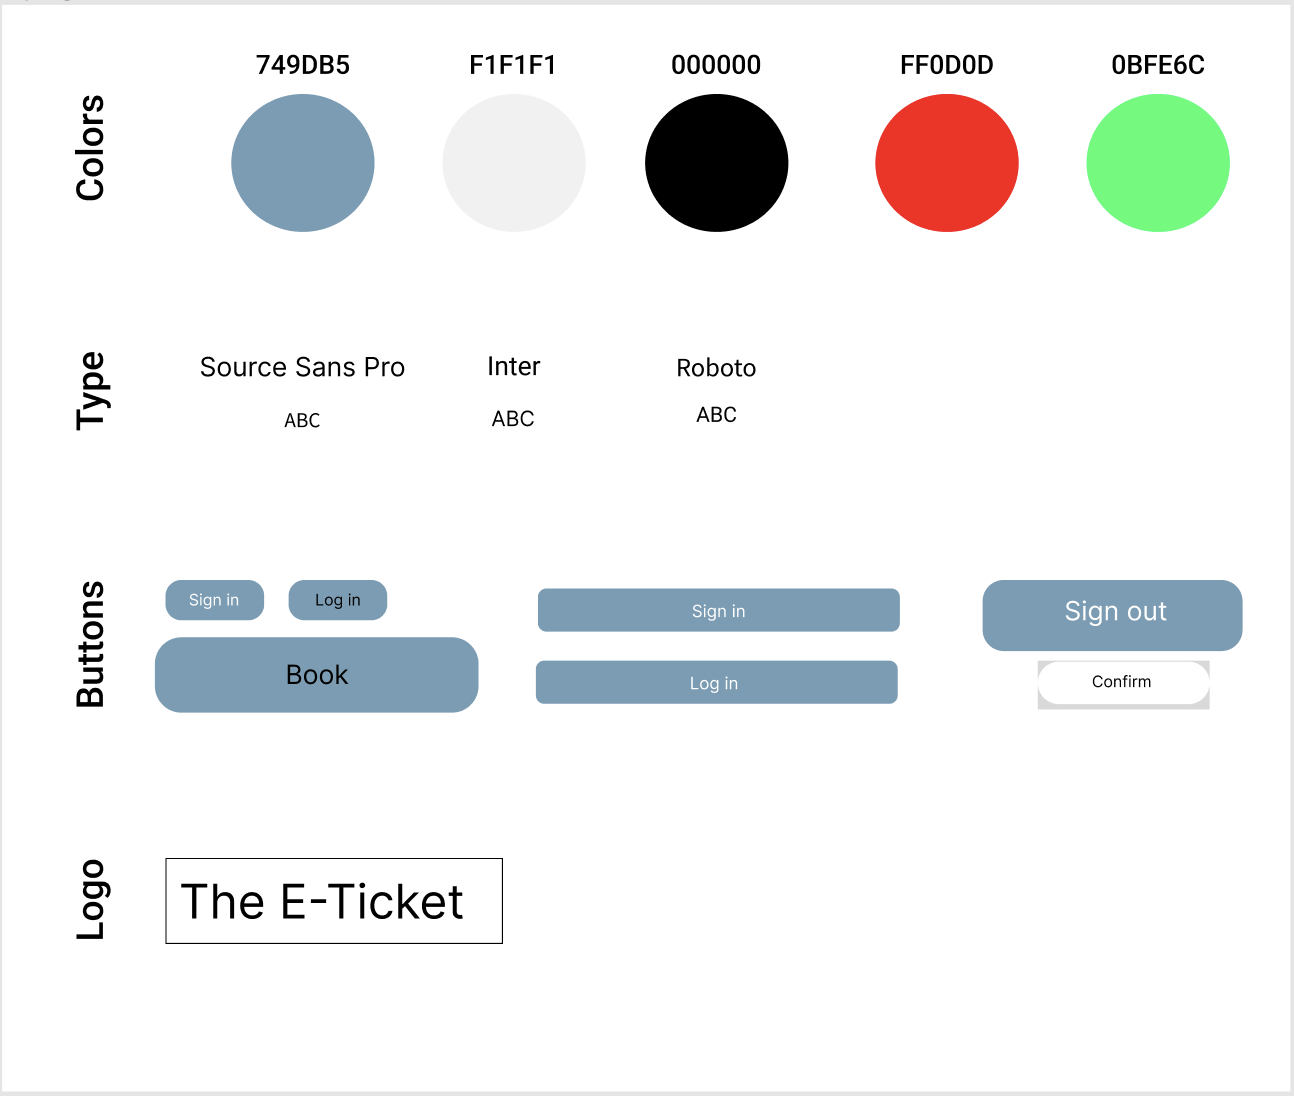 Colors
749DB5
F1F1F1
000000
FF0D0D
0BFE6C
Type
Source Sans Pro
Inter
Roboto
ABC
ABC
ABC
Buttons
Sign in
Log in
Book
Sign in
Log in
Sign out
Confirm
Logo
The E-Ticket